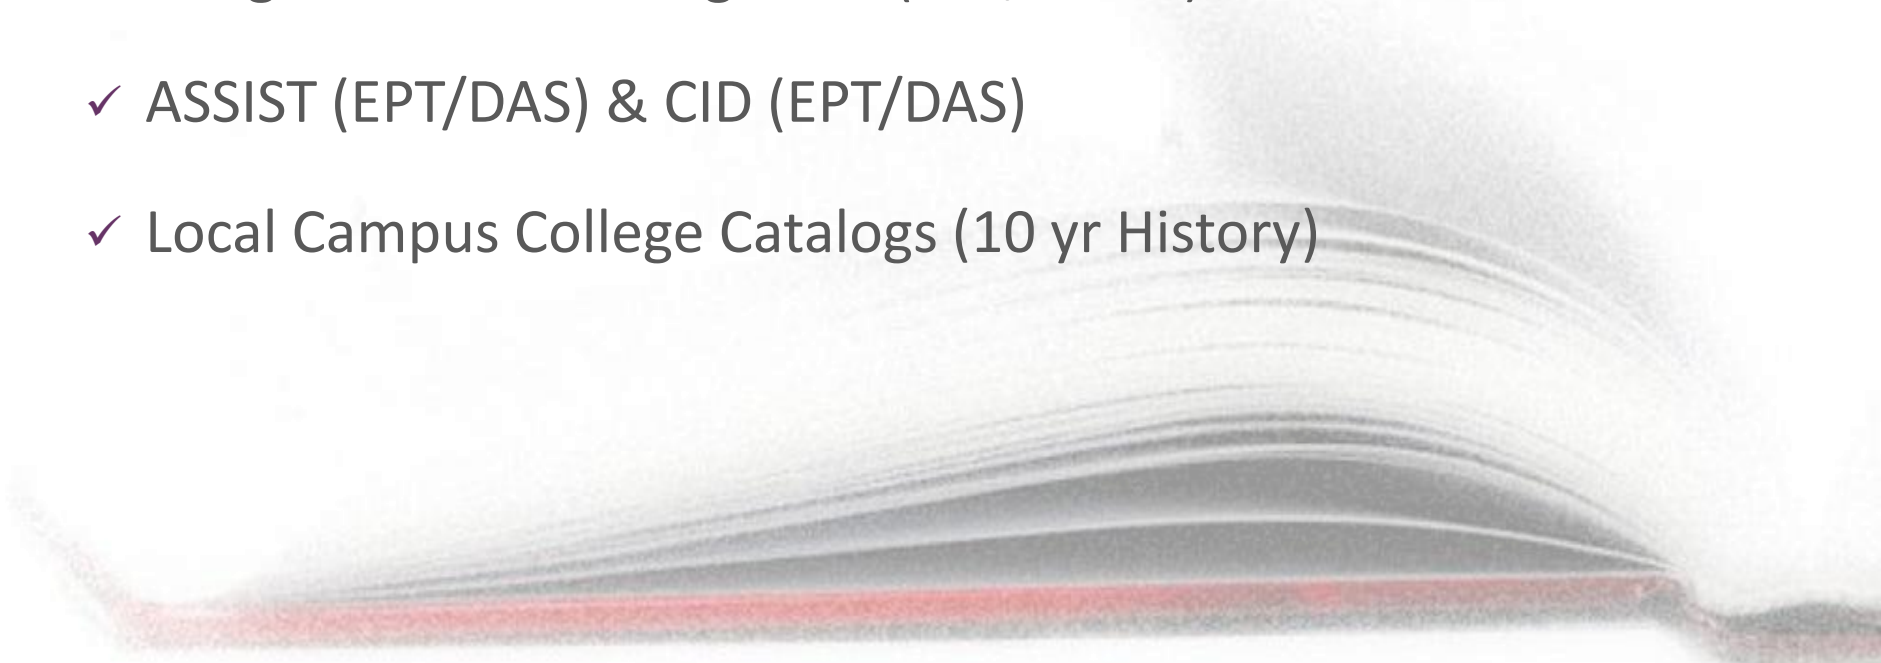 ✓ ASSIST (EPT/DAS) & CID (EPT/DAS)
✓ Local Campus College Catalogs (10 yr History)